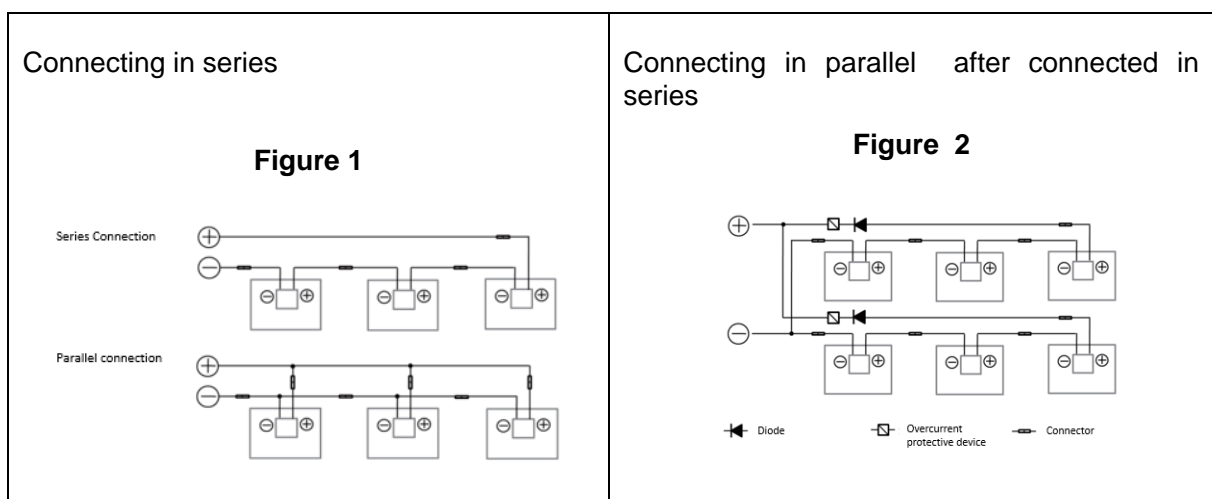 Connecting in series
Figure 1
Series Connection
Parallel connection
Connecting in parallel after connected in
series
Figure 2
Diode
Overcurrent
protective device
Connector